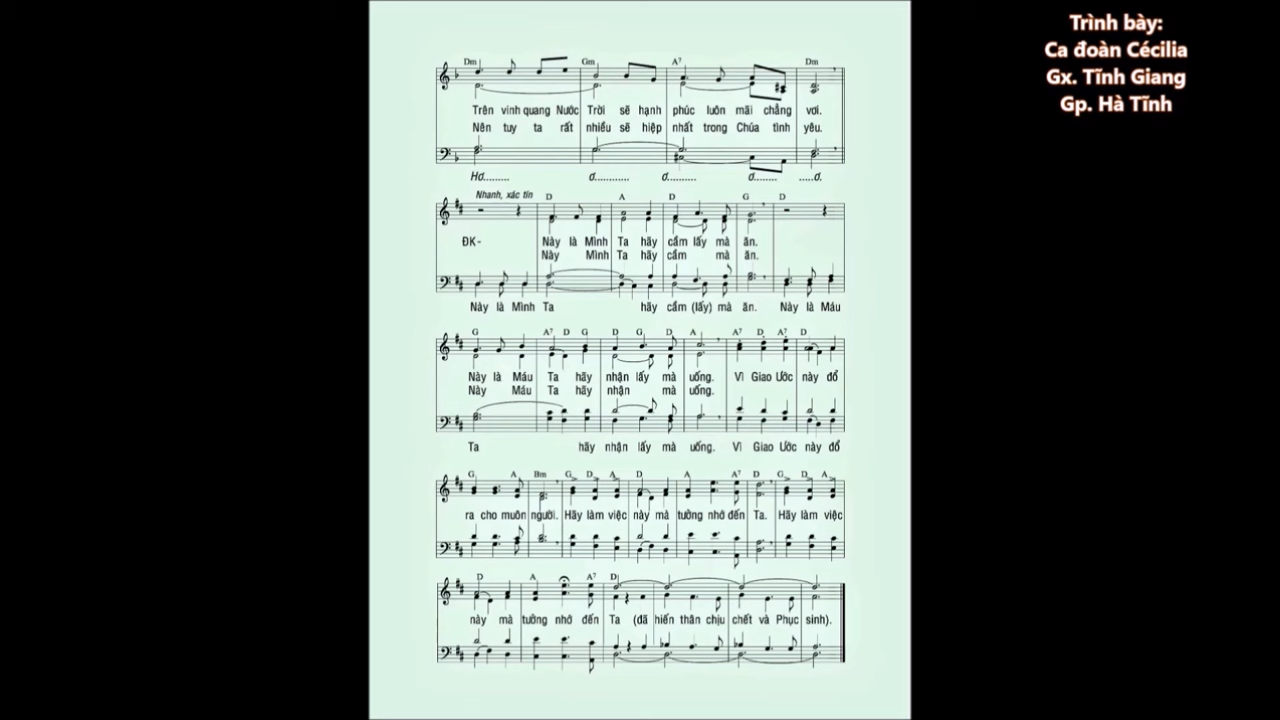 Trình bày:
Ca đoàn Cécilia
Gx. Tĩnh Giang
Gp. Hà Tĩnh
Dm Gm A7 Dm
Trên vinh quang Nước Trời sẽ hạnh phúc luôn mãi chẳng vơi.
Nên tuy ta rất nhiều sẽ hiệp nhất trong Chúa tình yêu.
Hơ......... ơ............ ơ.......... ơ........ .....ơ.
Nhanh, xác tín D A D G D
ĐK- Này là Mình Ta hãy cầm lấy mà ăn.
Này Mình Ta hãy cầm mà ăn.
Này là Mình Ta hãy cầm (lấy) mà ăn. Này là Máu
G A7 D G D G D A A7 D A7 D
Này là Máu Ta hãy nhận lấy mà uống. Vì Giao Ước này đổ
Này Máu Ta hãy nhận mà uống.
Ta hãy nhận lấy mà uống. Vì Giao Ước này đổ
G A Bm G D A D A A7 D G D A
ra cho muôn người. Hãy làm việc này mà tưởng nhớ đến Ta. Hãy làm việc
D A A7 D
này mà tưởng nhớ đến Ta (đã hiến thân chịu chết và Phục sinh).